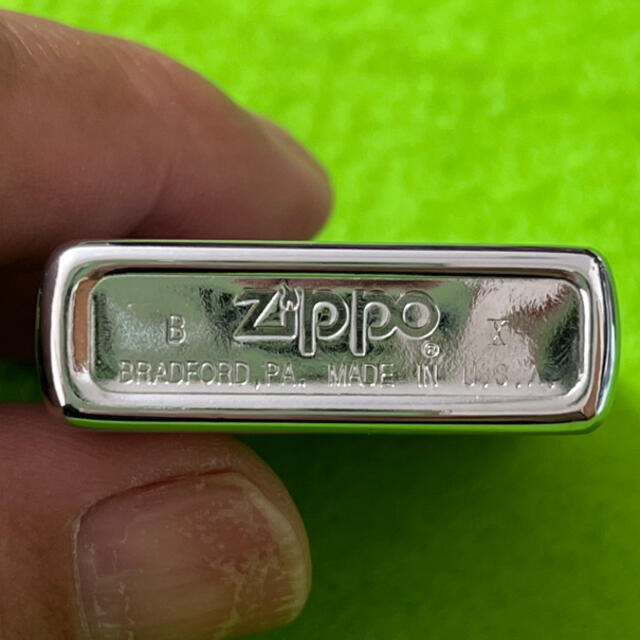 B Zippo ® X
BRADFORD, PA. MADE IN U.S.A.